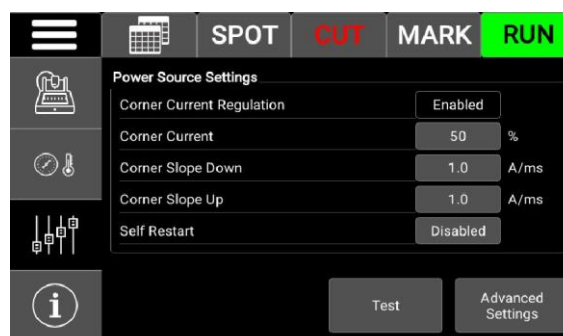 SPOT CUT MARK RUN
Power Source Settings
Corner Current Regulation Enabled
Corner Current 50 %
Corner Slope Down 1.0 A/ms
Corner Slope Up 1.0 A/ms
Self Restart Disabled
Test Advanced
Settings
i